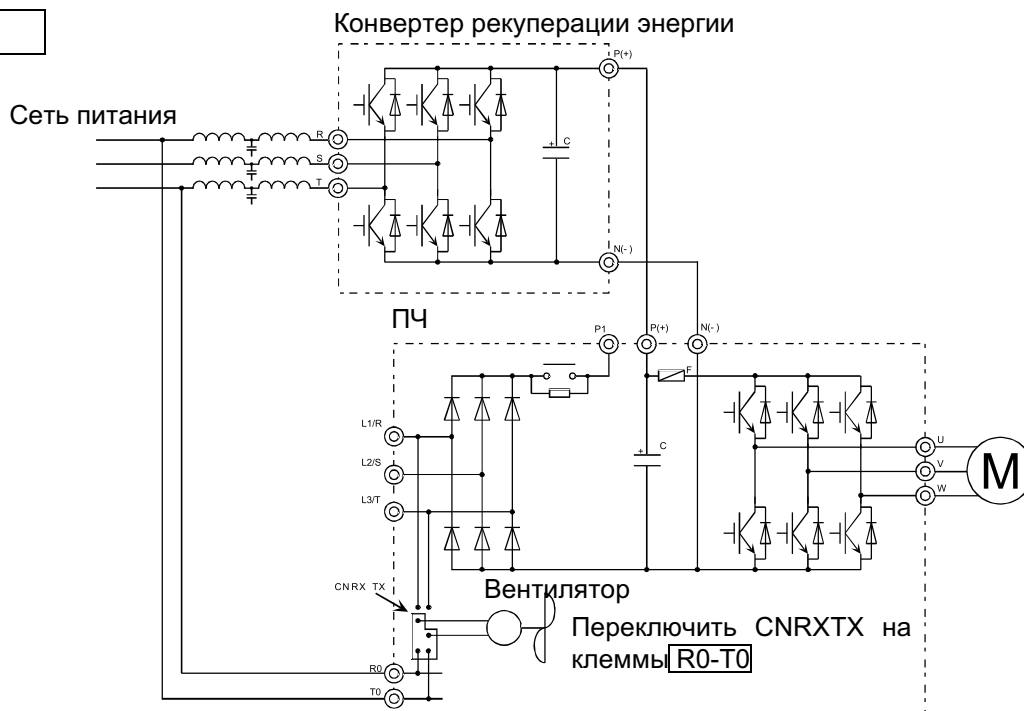 Конвертер рекуперации энергии
P(+)
Сеть питания
R
S
T
+ C
N(-)
ПЧ
P1
P(+)
N(-)
F
L1/R
L2/S
L3/T
+ C
U
V
W
M
CNRX TX
Вентилятор
Переключить CNRXTX на
клеммы R0-T0
R0
T0